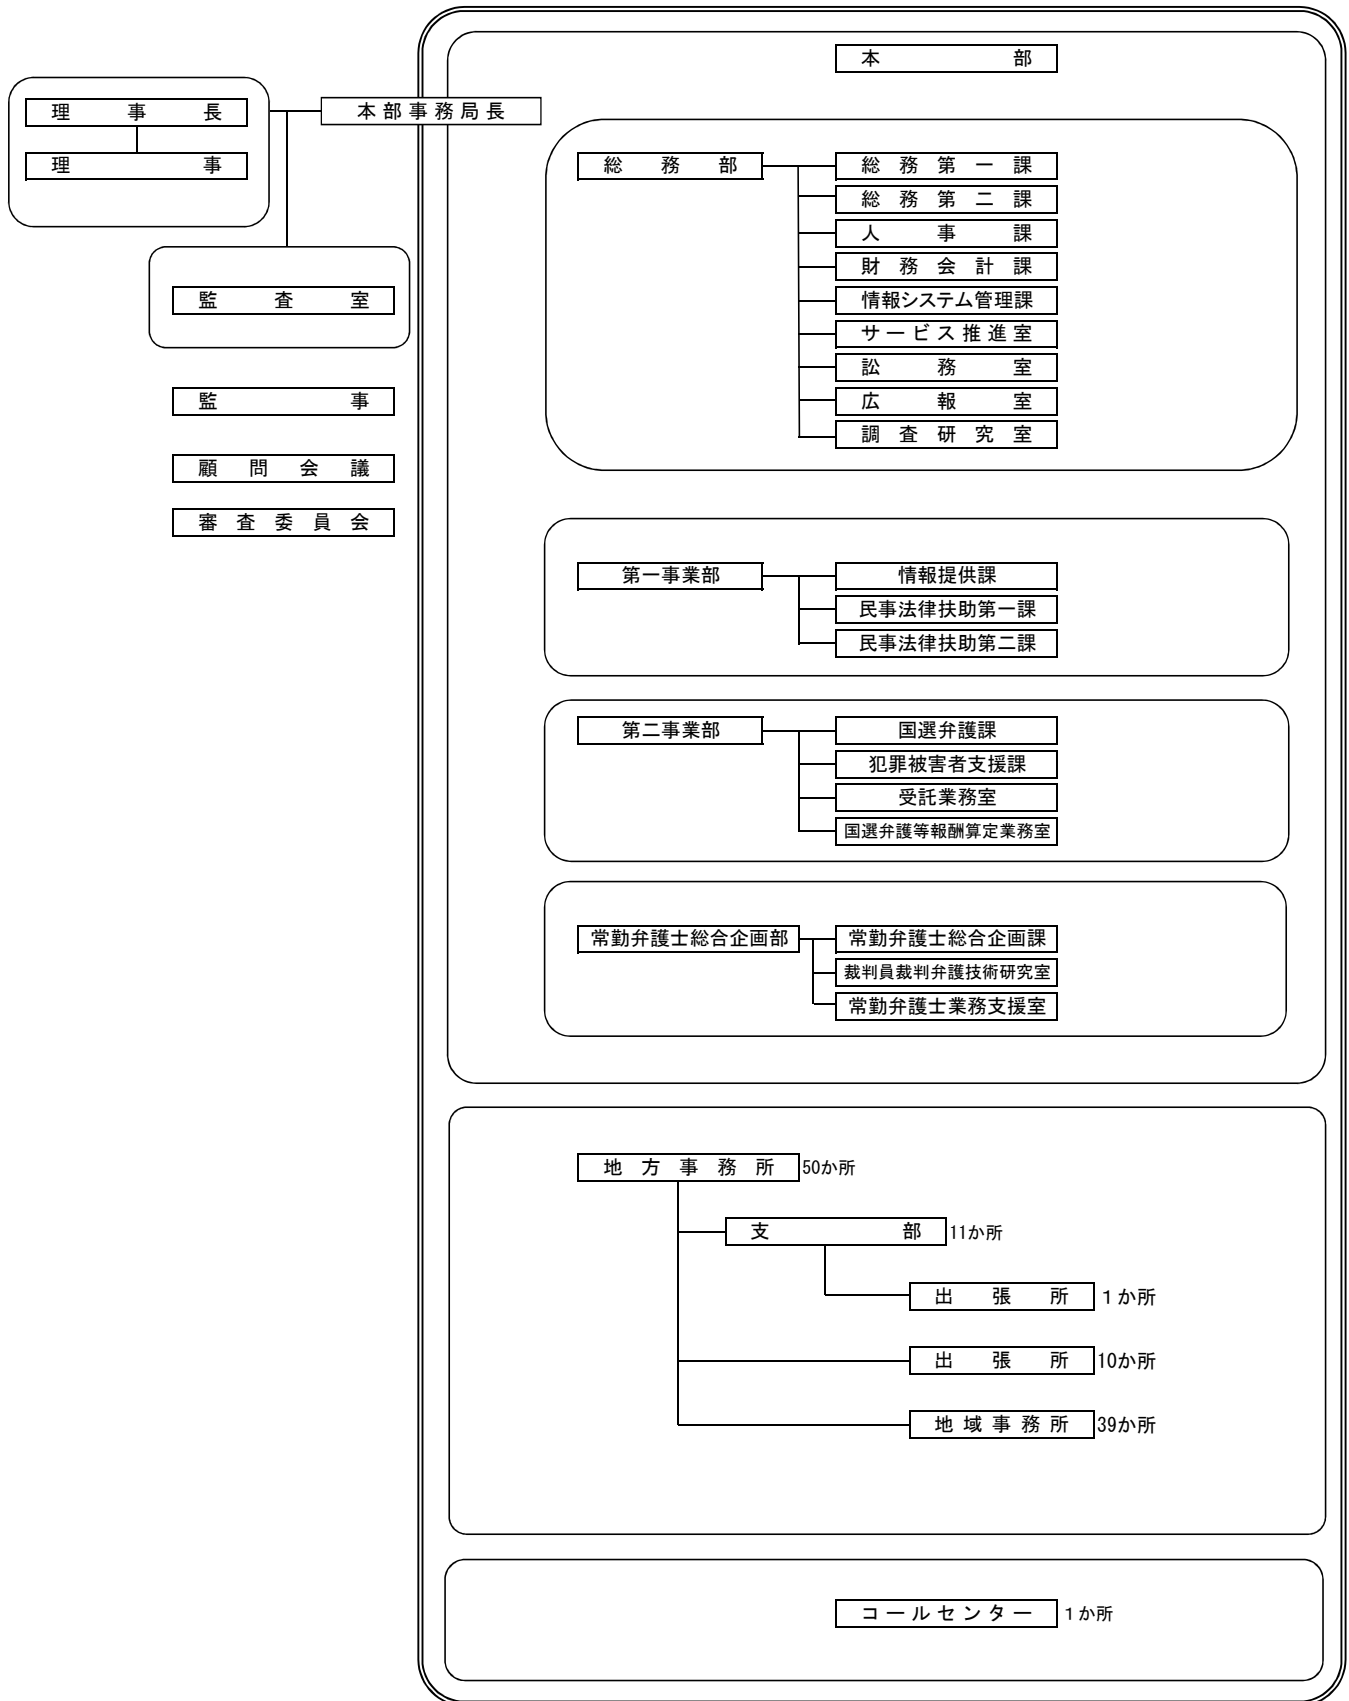 本部
理事長
本部事務局長
理事
総務部
総務第一課
総務第二課
人事課
財務会計課
情報システム管理課
サービス推進室
訟務室
広報室
調査研究室
監査室
監事
顧問会議
審査委員会
第一事業部
情報提供課
民事法律扶助第一課
民事法律扶助第二課
第二事業部
国選弁護課
犯罪被害者支援課
受託業務室
国選弁護等報酬算定業務室
常勤弁護士総合企画部
常勤弁護士総合企画課
裁判員裁判弁護技術研究室
常勤弁護士業務支援室
地方事務所 50か所
支部 11か所
出張所 1か所
出張所 10か所
地域事務所 39か所
コールセンター 1か所